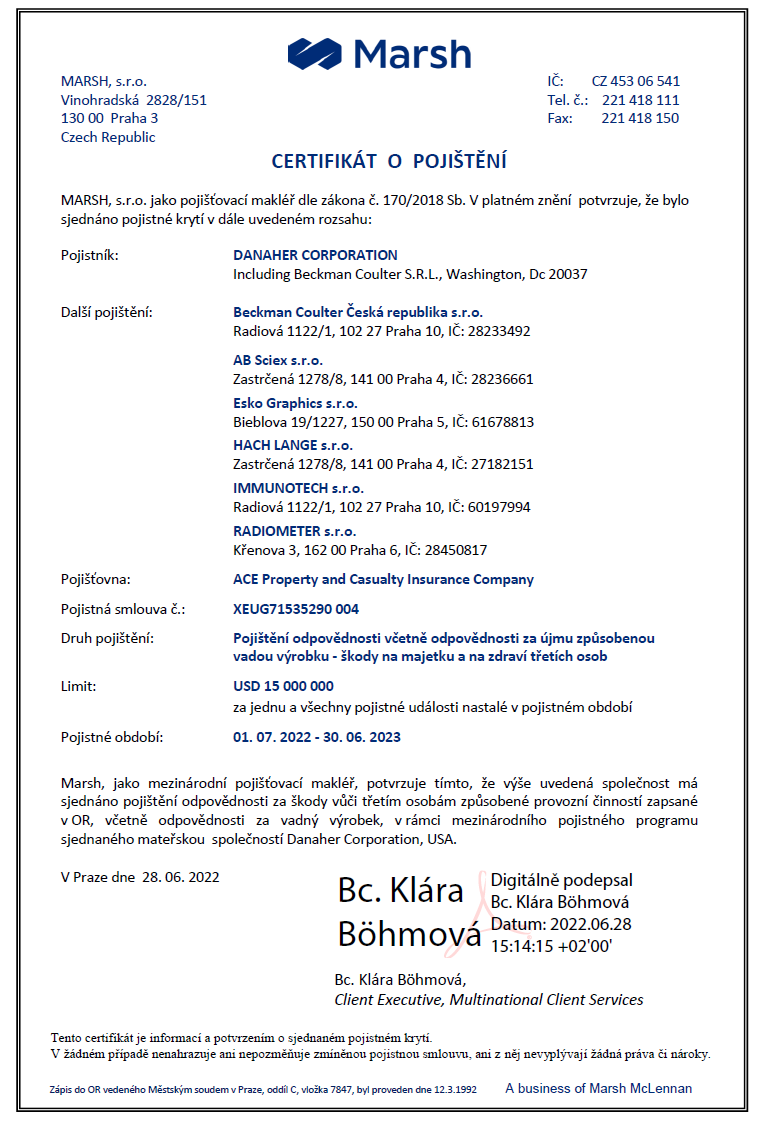 Marsh
MARSH, s.r.o.
Vinohradská 2828/151
130 00 Praha 3
Czech Republic
IČ: CZ 453 06 541
Tel. č.: 221 418 111
Fax: 221 418 150
CERTIFIKÁT O POJIŠTĚNÍ
MARSH, s.r.o. jako pojišťovací makléř dle zákona č. 170/2018 Sb. V platném znění potvrzuje, že bylo
sjednáno pojistné krytí v dále uvedeném rozsahu:
Pojistník: DANAHER CORPORATION
Including Beckman Coulter S.R.L., Washington, Dc 20037
Další pojištění: Beckman Coulter Česká republika s.r.o.
Radiová 1122/1, 102 27 Praha 10, IČ: 28233492
AB Sciex s.r.o.
Zastrčená 1278/8, 141 00 Praha 4, IČ: 28236661
Esko Graphics s.r.o.
Bieblova 19/1227, 150 00 Praha 5, IČ: 61678813
HACH LANGE s.r.o.
Zastrčená 1278/8, 141 00 Praha 4, IČ: 27182151
IMMUNOTECH s.r.o.
Radiová 1122/1, 102 27 Praha 10, IČ: 60197994
RADIOMETER s.r.o.
Křenova 3, 162 00 Praha 6, IČ: 28450817
Pojišťovna: ACE Property and Casualty Insurance Company
Pojistná smlouva č.: XEUG71535290 004
Druh pojištění: Pojištění odpovědnosti včetně odpovědnosti za újmu způsobenou
vadou výrobku - škody na majetku a na zdraví třetích osob
Limit: USD 15 000 000
za jednu a všechny pojistné události nastalé v pojistném období
Pojistné období: 01. 07. 2022 - 30. 06. 2023
Marsh, jako mezinárodní pojišťovací makléř, potvrzuje tímto, že výše uvedená společnost má
sjednáno pojištění odpovědnosti za škody vůči třetím osobám způsobené provozní činností zapsané
v OR, včetně odpovědnosti za vadný výrobek, v rámci mezinárodního pojistného programu
sjednaného mateřskou společností Danaher Corporation, USA.
V Praze dne 28. 06. 2022
Bc. Klára
Böhmová
Digitálně podepsal
Bc. Klára Böhmová
Datum: 2022.06.28
15:14:15 +02'00'
Bc. Klára Böhmová,
Client Executive, Multinational Client Services
Tento certifikát je informací a potvrzením o sjednaném pojistném krytí.
V žádném případě nenahrazuje ani nepozměňuje zmíněnou pojistnou smlouvu, ani z něj nevyplývají žádná práva či nároky.
Zápis do OR vedeného Městským soudem v Praze, oddíl C, vložka 7847, byl proveden dne 12.3.1992
A business of Marsh McLennan